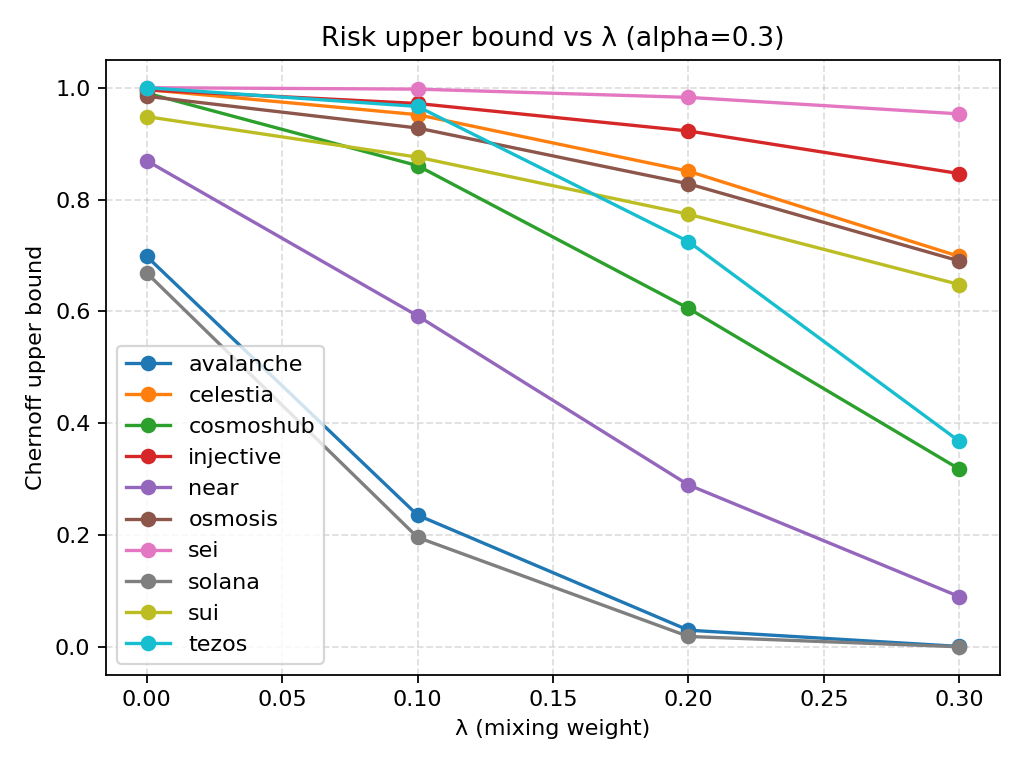 Risk upper bound vs λ (alpha=0.3)
Chernoff upper bound
1.0
0.8
0.6
0.4
0.2
0.0
avalanche
celestia
cosmoshub
injective
near
osmosis
sei
solana
sui
tezos
0.00 0.05 0.10 0.15 0.20 0.25 0.30
λ (mixing weight)